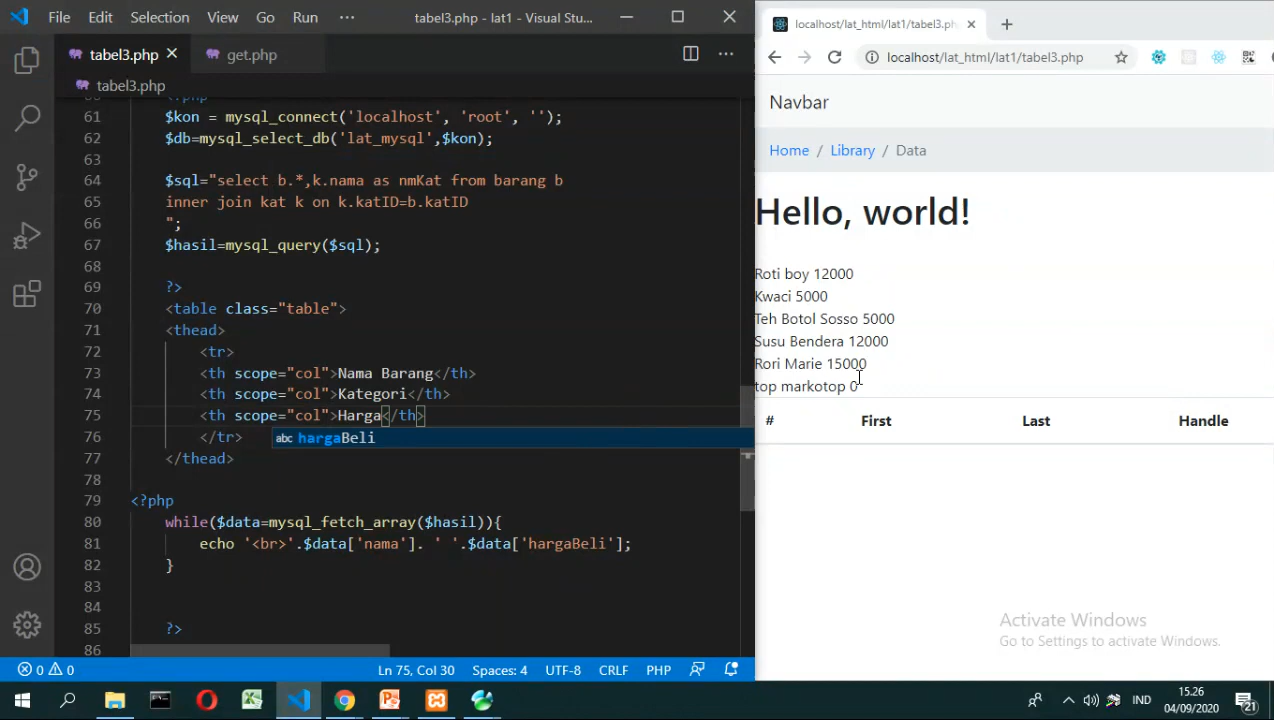 File Edit Selection View Go Run ··· tabel3.php - lat1 - Visual Stu...
tabel3.php get.php
tabel3.php
61 $kon = mysql_connect('localhost', 'root', '');
62 $db=mysql_select_db('lat_mysql',$kon);
63
64 $sql="select b.*,k.nama as nmKat from barang b
65 inner join kat k on k.katID=b.katID
66 ";
67 $hasil=mysql_query($sql);
68
69 ?>
70 <table class="table">
71 <thead>
72 <tr>
73 <th scope="col">Nama Barang</th>
74 <th scope="col">Kategori</th>
75 <th scope="col">Harga</th>
76 </tr>
abc hargaBeli
77 </thead>
78
79 <?php
80 while($data=mysql_fetch_array($hasil)){
81 echo '<br>'.$data['nama']. ' '.$data['hargaBeli'];
82 }
83
84
85 ?>
86
0 0 Ln 75, Col 30 Spaces: 4 UTF-8 CRLF PHP
localhost/lat_html/lat1/tabel3.ph
localhost/lat_html/lat1/tabel3.php
Navbar
Home / Library / Data
Hello, world!
Roti boy 12000
Kwaci 5000
Teh Botol Sosso 5000
Susu Bendera 12000
Rori Marie 15000
top markotop 0
# First Last Handle
Activate Windows
Go to Settings to activate Windows.
IND
15.26
04/09/2020
21